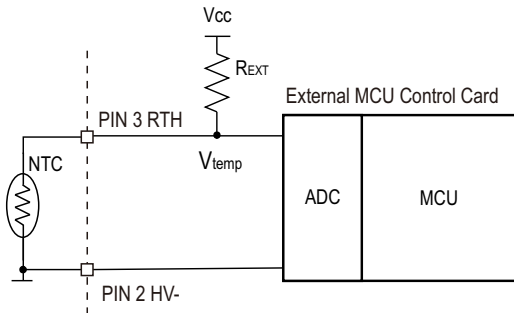 Vcc
REXT
External MCU Control Card
PIN 3 RTH
NTC
Vtemp
ADC
MCU
PIN 2 HV-